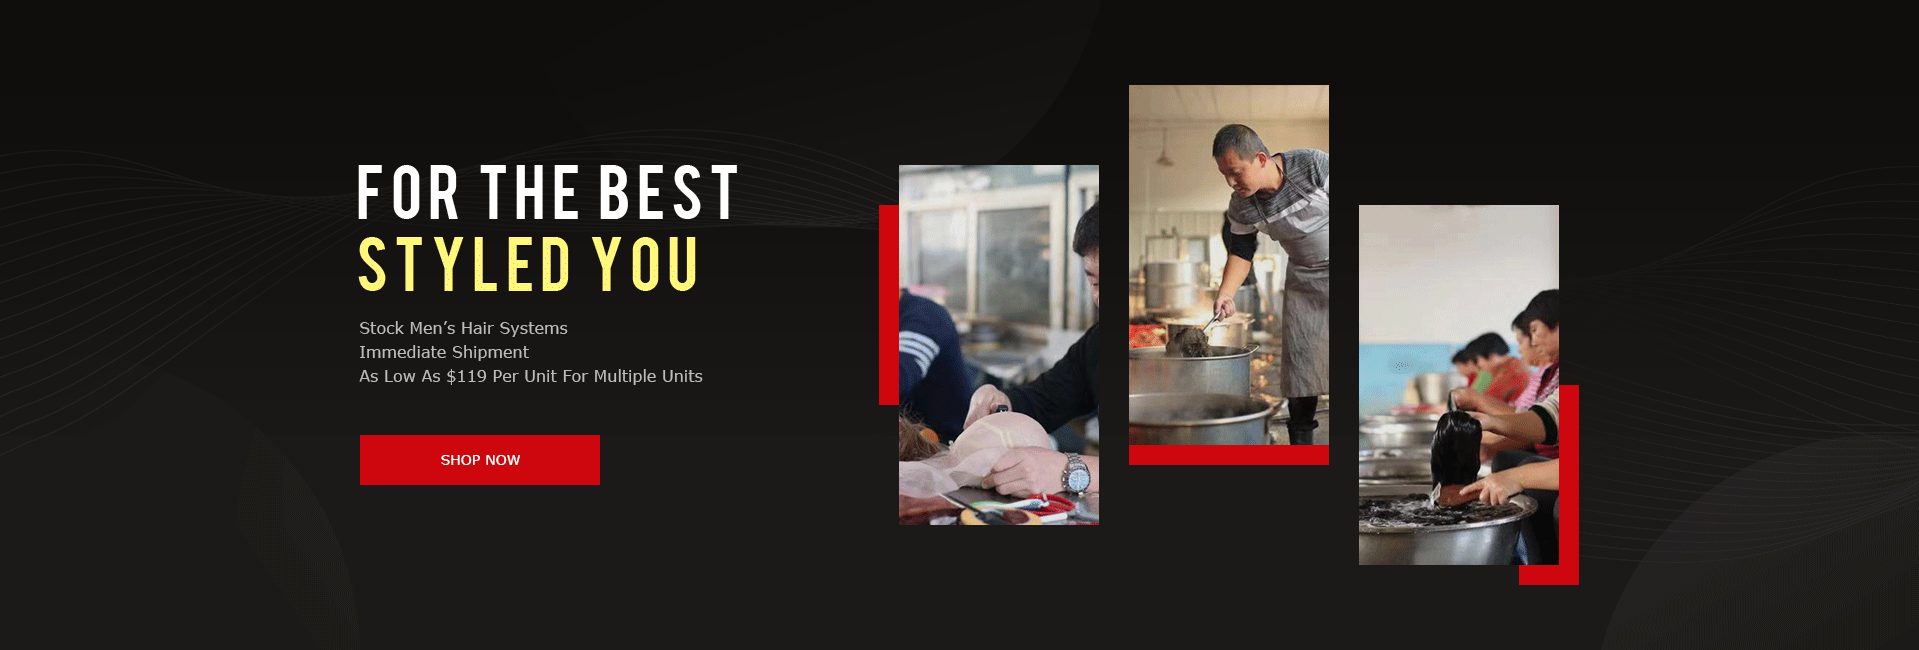 FOR THE BEST
STYLED YOU
Stock Men’s Hair Systems
Immediate Shipment
As Low As $119 Per Unit For Multiple Units
SHOP NOW